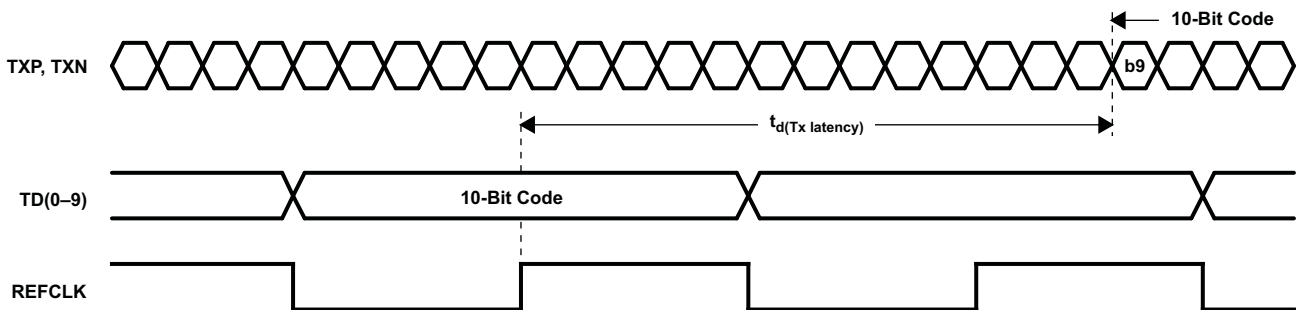 10-Bit Code
TXP, TXN
b9
td(Tx latency)
TD(0–9)
10-Bit Code
REFCLK